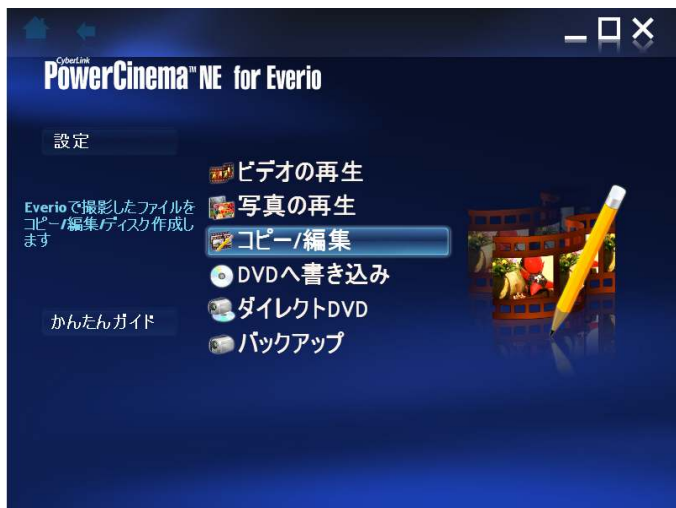 CyberLink
PowerCinema™ NE for Everio
設定
ビデオの再生
写真の再生
Everioで撮影したファイルを
コピー/編集/ディスク作成し
ます
コピー/編集
DVDへ書き込み
ダイレクトDVD
かんたんガイド
バックアップ